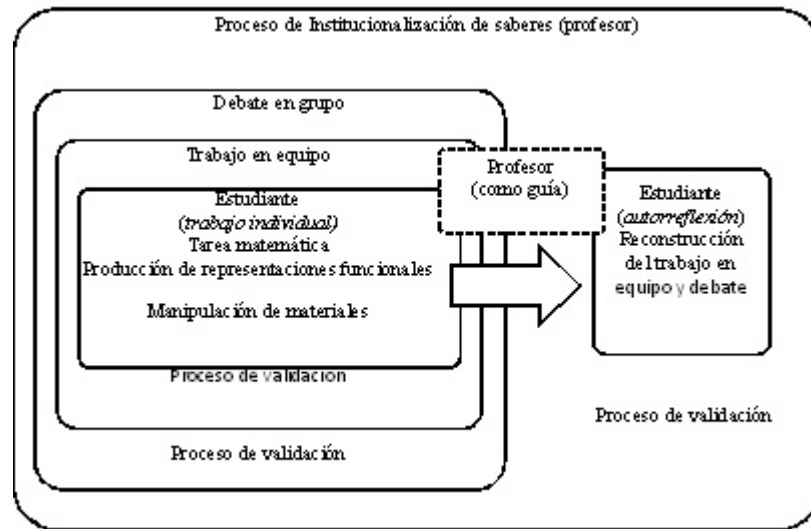 Proceso de Institucionalización de saberes (profesor)
Debate en grupo
Trabajo en equipo
Profesor
(como guía)
Estudiante
(trabajo individual)
Tarea matemática
Producción de representaciones funcionales
Manipulación de materiales
Proceso de validación
Proceso de validación
Estudiante
(autorreflexión)
Reconstrucción
del trabajo en
equipo y debate
Proceso de validación